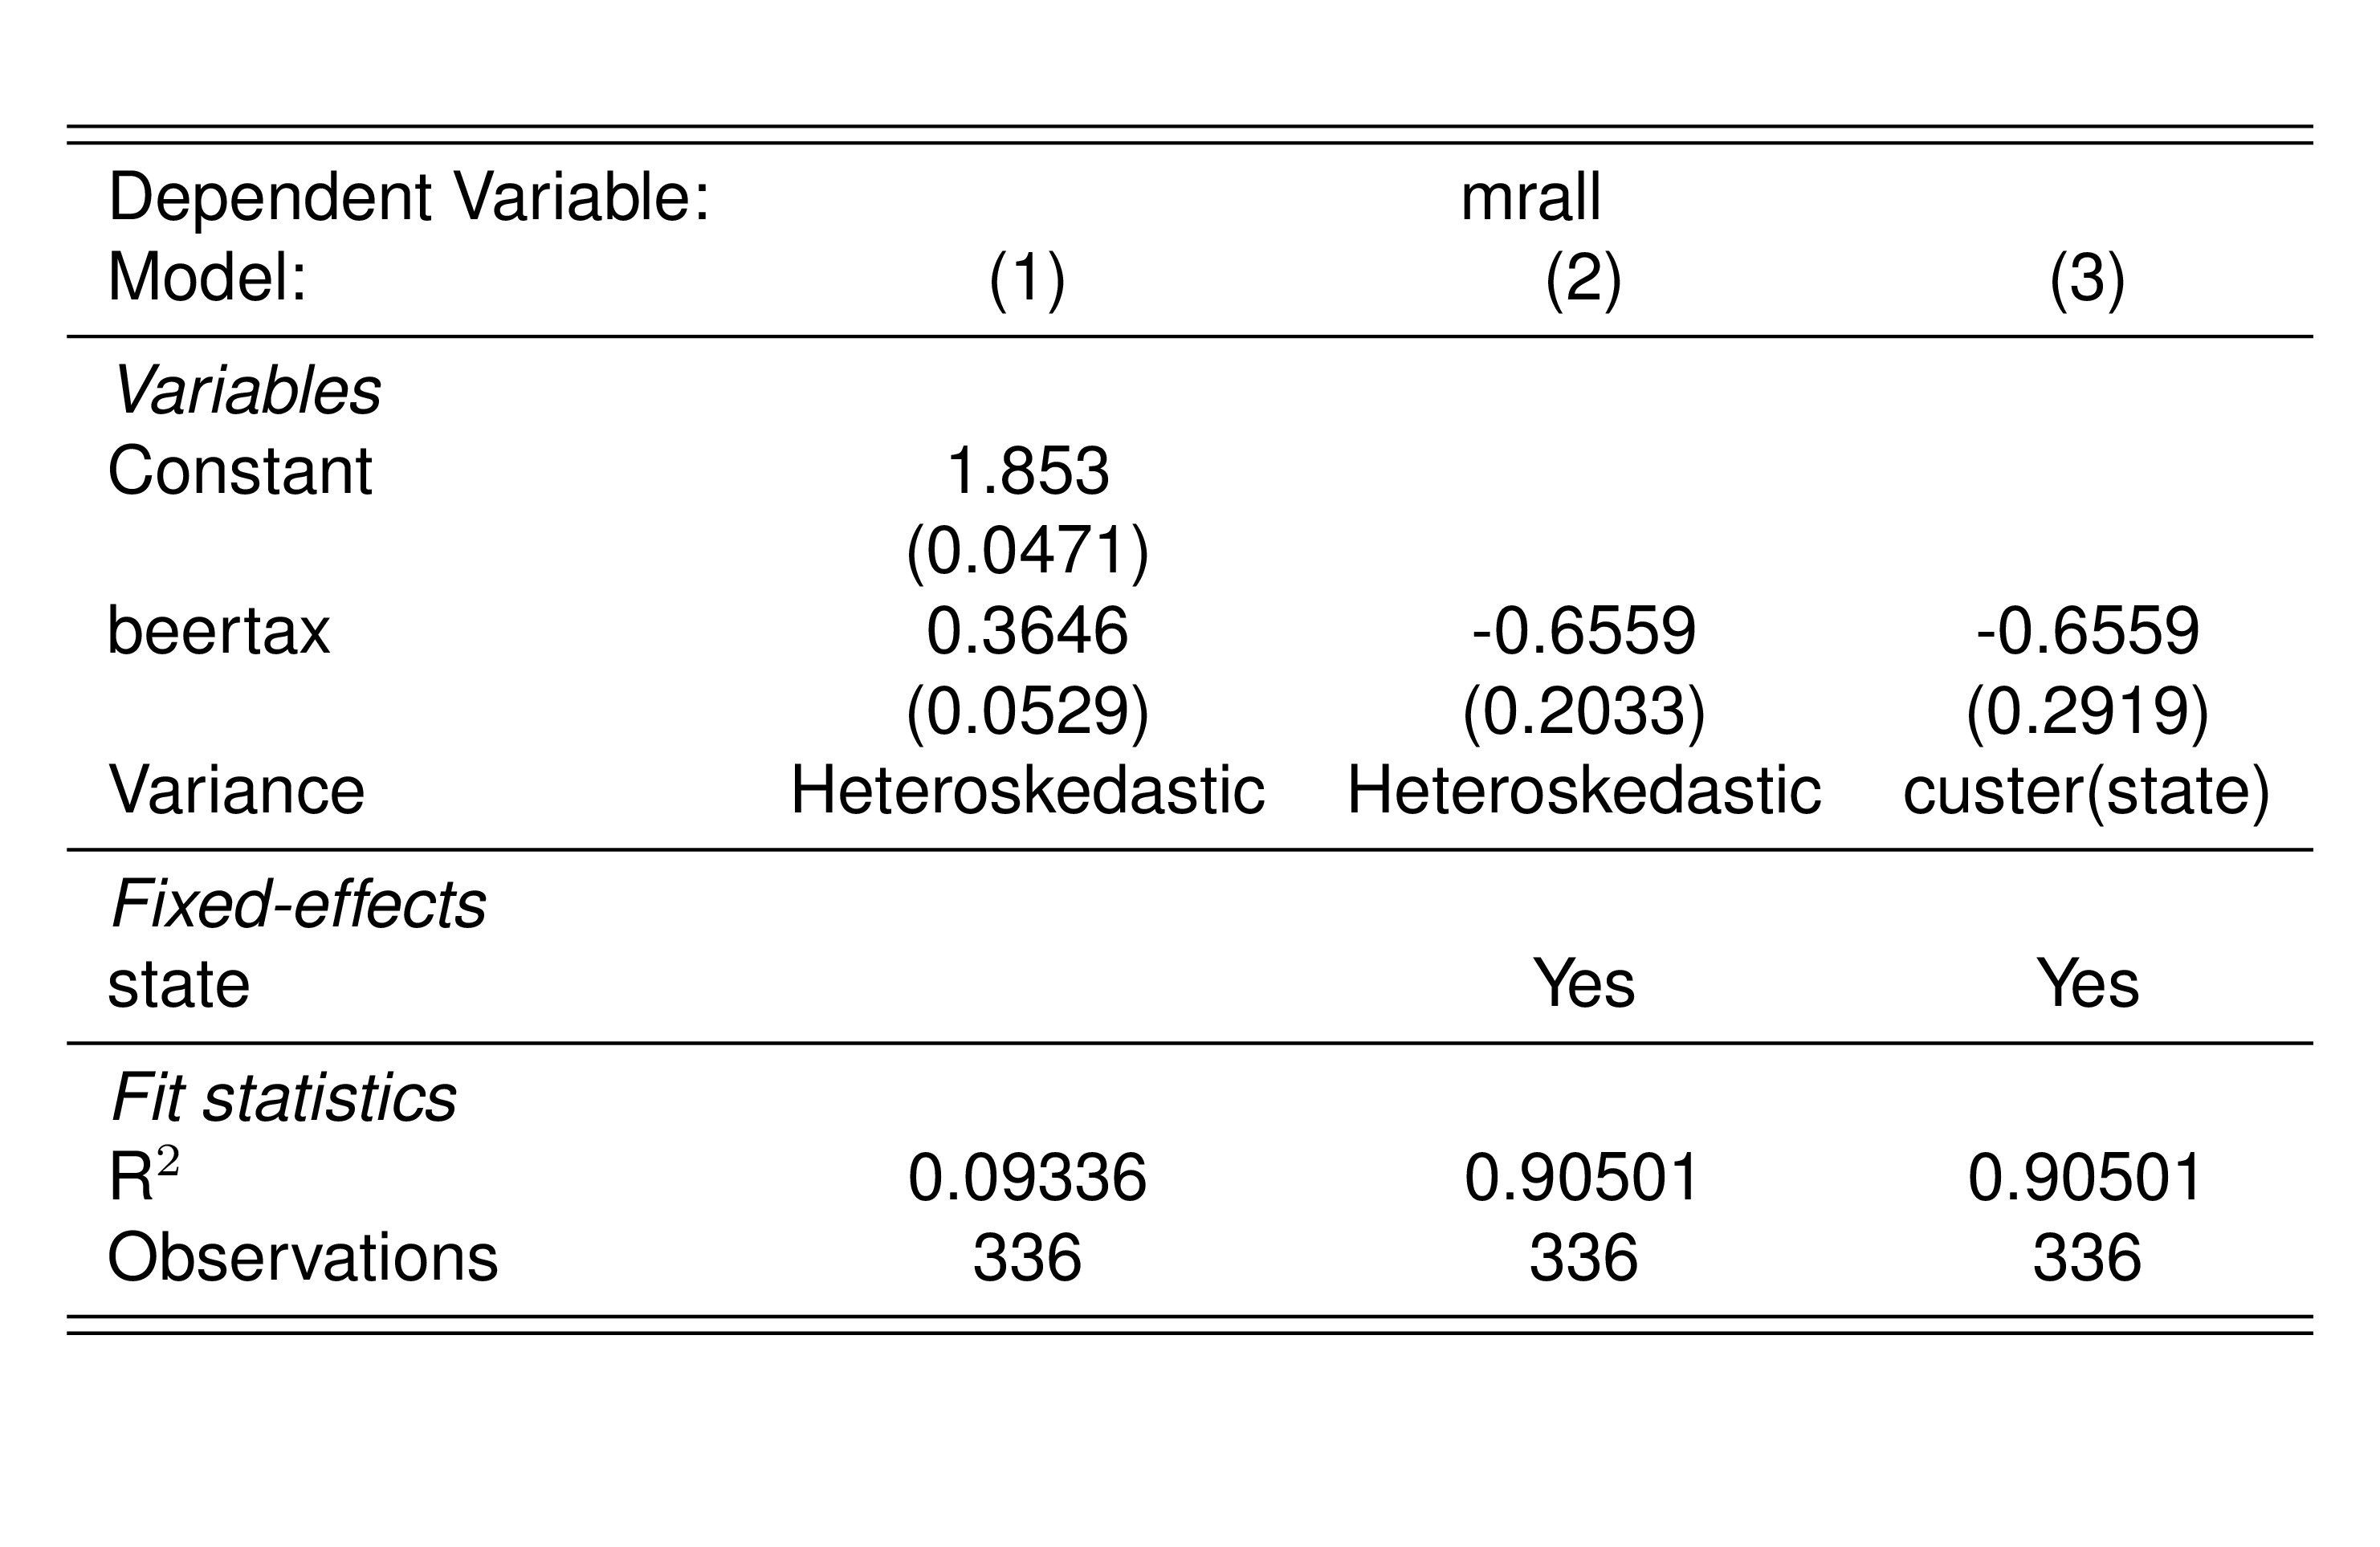 Dependent Variable: mrall
Model: (1) (2) (3)
Variables
Constant 1.853
(0.0471)
beertax 0.3646 -0.6559 -0.6559
(0.0529) (0.2033) (0.2919)
Variance Heteroskedastic Heteroskedastic custer(state)
Fixed-effects
state Yes Yes
Fit statistics
R² 0.09336 0.90501 0.90501
Observations 336 336 336